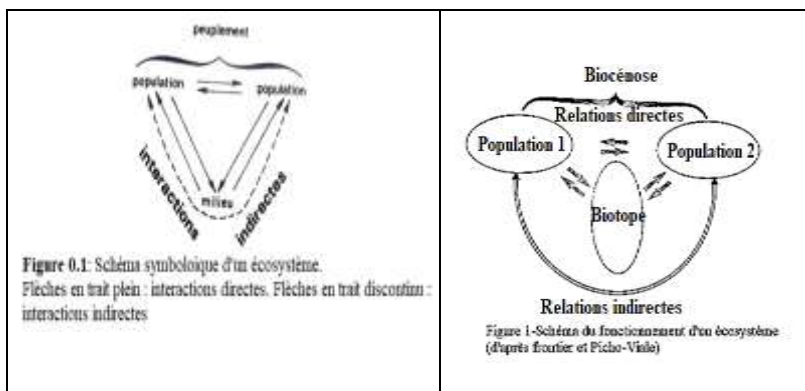 peuplement
population
population
milieu
interactions
indirectes
Figure 0.1: Schéma symboloique d'un écosystème.
Flèches en trait plein : interactions directes. Flèches en trait discontinu :
interactions indirectes
Biocénose
Relations directes
Population 1
Population 2
Biotope
Relations indirectes
Figure 1-Schéma du fonctionnement d'un écosystème
(d'après frontier et Picho-Viale)